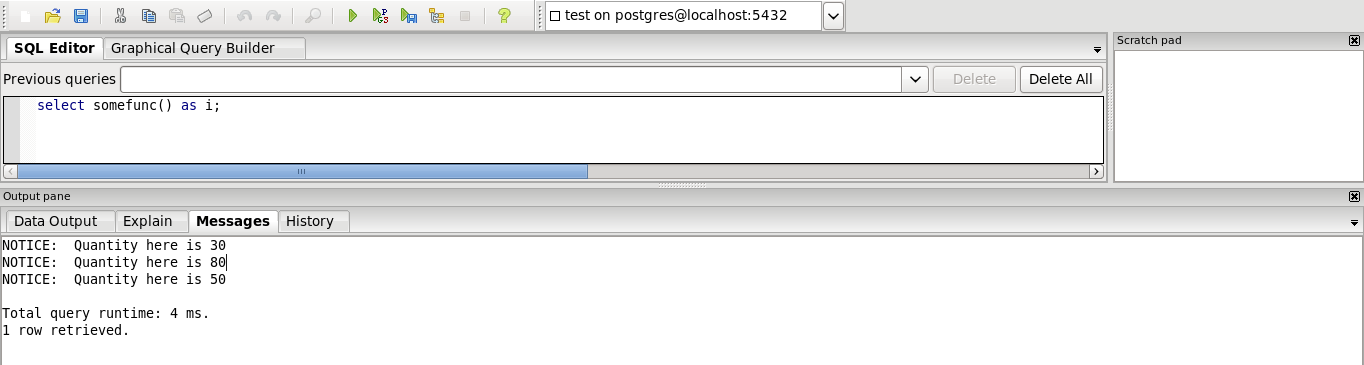 test on postgres@localhost:5432
SQL Editor Graphical Query Builder
Scratch pad
Previous queries Delete Delete All
select somefunc() as i;
Output pane
Data Output Explain Messages History
NOTICE:  Quantity here is 30
NOTICE:  Quantity here is 80
NOTICE:  Quantity here is 50
Total query runtime: 4 ms.
1 row retrieved.